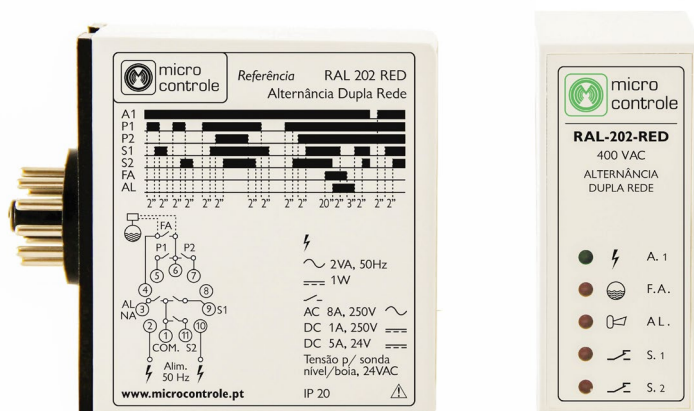 micro
controle
Referência RAL 202 RED
Alternância Dupla Rede
A1
P1
P2
S1
S2
FA
AL
2" 2" 2" 2" 2" 2" 2" 2" 2" 2" 20" 2" 3" 2" 2"
FA
P1 P2
5 6 7
4 8
AL
NA 3 9 S1
2 1 11 10
COM. S2
Alim.
50 Hz
www.microcontrole.pt
2VA, 50Hz
1W
AC 8A, 250V
DC 1A, 250V
DC 5A, 24V
Tensão p/ sonda
nível/boia, 24VAC
IP 20
micro
controle
RAL-202-RED
400 VAC
ALTERNÂNCIA
DUPLA REDE
A. 1
F.A.
A L.
S. 1
S. 2